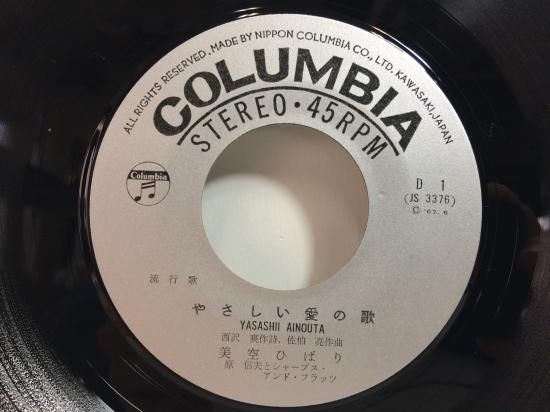 ALL RIGHTS RESERVED. MADE BY NIPPON COLUMBIA CO., LTD. KAWASAKI, JAPAN
COLUMBIA
STEREO・45RPM
Columbia
D 1
(JS 3376)
Ⓒ '67. 6
流行歌
やさしい愛の歌
YASASHII AINOUTA
西沢 爽作詩、佐伯 亮作曲
美空ひばり
原 信夫とシャープス・
アンド・フラッツ